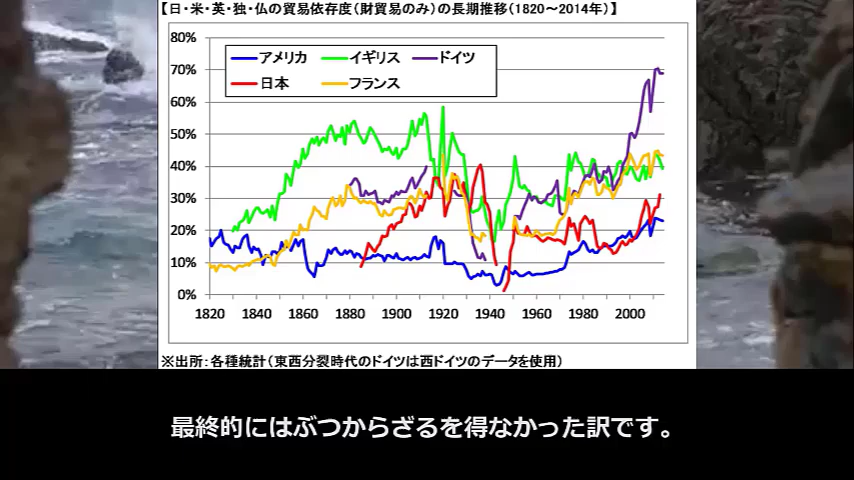 【日・米・英・独・仏の貿易依存度（財貿易のみ）の長期推移（1820～2014年）】
アメリカ イギリス ドイツ
日本 フランス
80%
70%
60%
50%
40%
30%
20%
10%
0%
1820 1840 1860 1880 1900 1920 1940 1960 1980 2000
※出所：各種統計（東西分裂時代のドイツは西ドイツのデータを使用）
最終的にはぶつからざるを得なかった訳です。